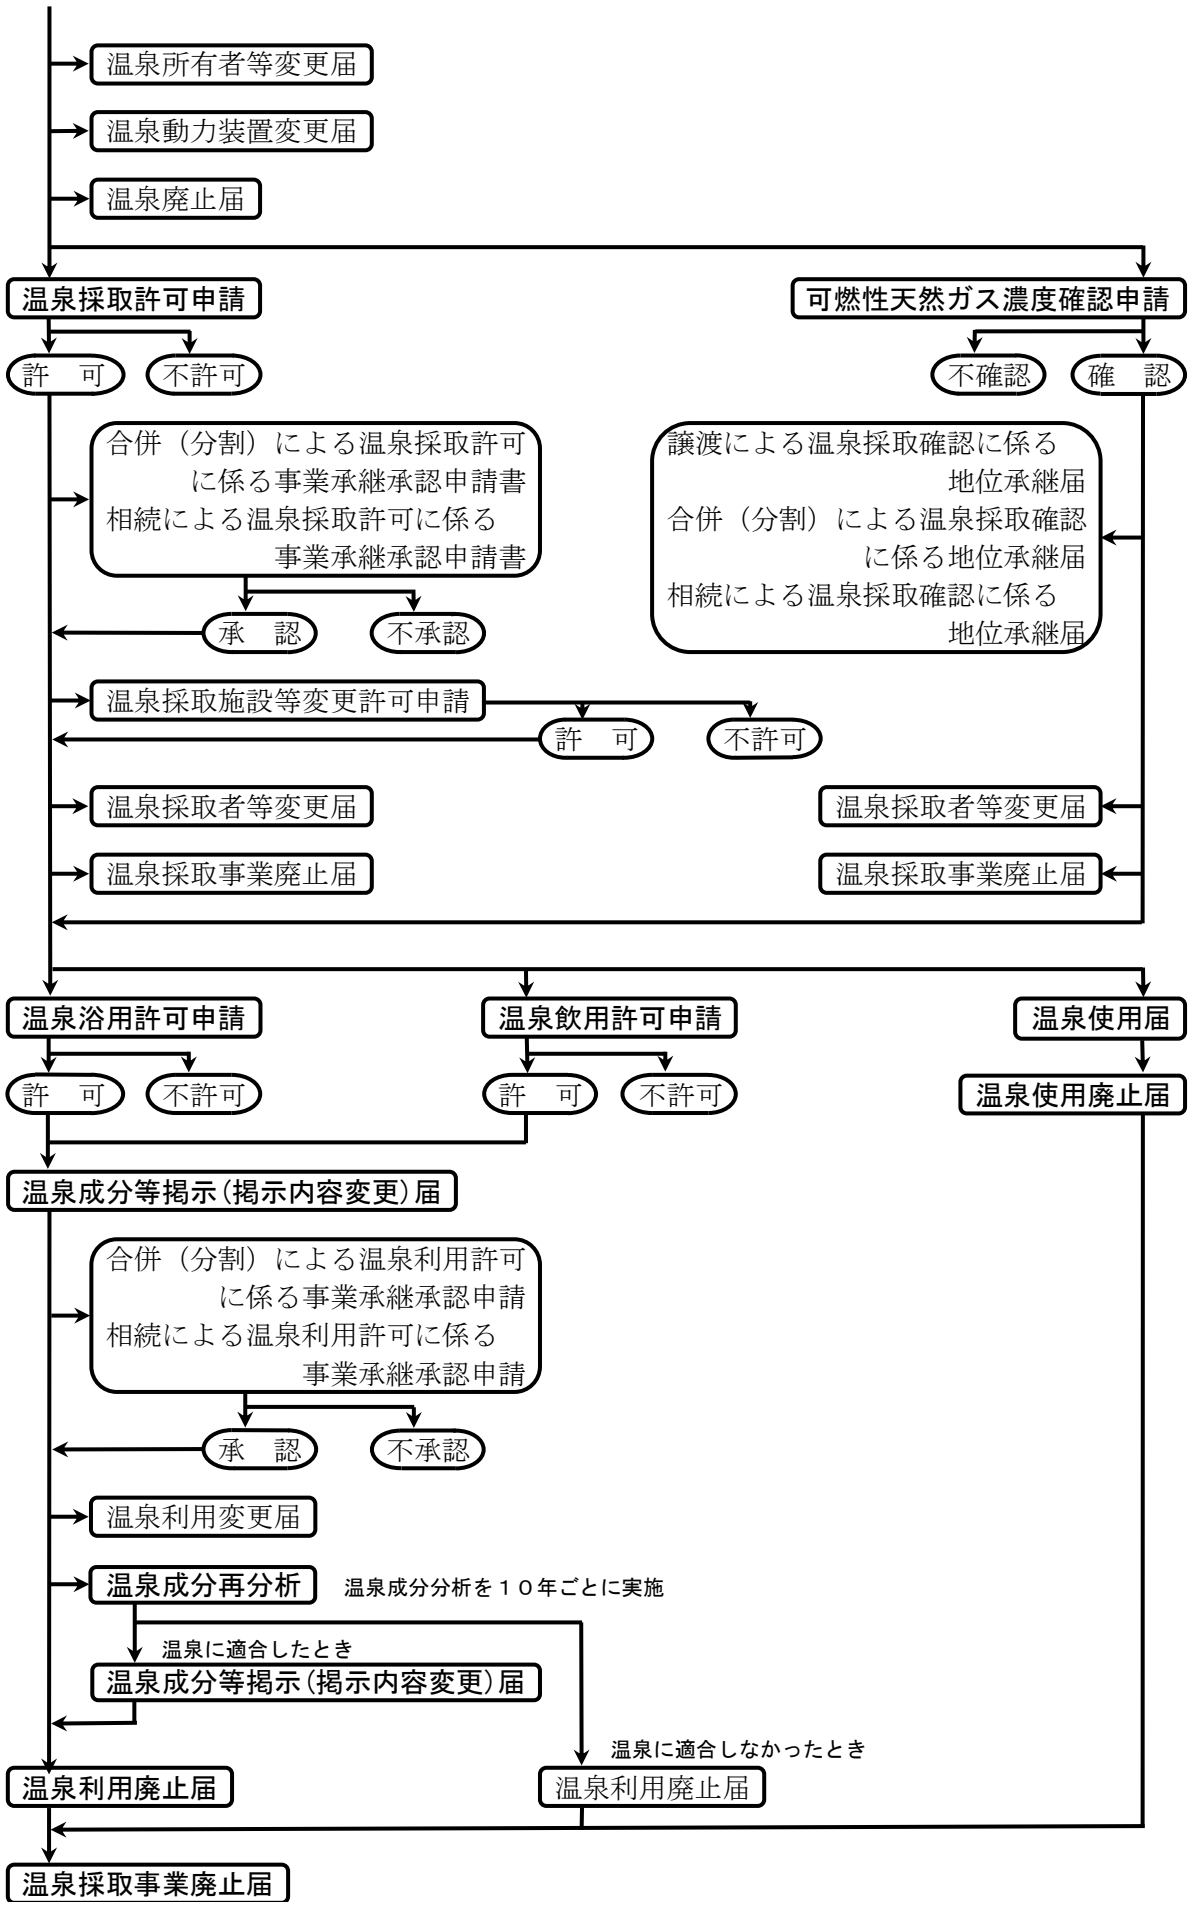 温泉所有者等変更届
温泉動力装置変更届
温泉廃止届
温泉採取許可申請
可燃性天然ガス濃度確認申請
許　可
不許可
不確認
確　認
合併（分割）による温泉採取許可
に係る事業承継承認申請書
相続による温泉採取許可に係る
事業承継承認申請書
譲渡による温泉採取確認に係る
地位承継届
合併（分割）による温泉採取確認
に係る地位承継届
相続による温泉採取確認に係る
地位承継届
承　認
不承認
温泉採取施設等変更許可申請
許　可
不許可
温泉採取者等変更届
温泉採取者等変更届
温泉採取事業廃止届
温泉採取事業廃止届
温泉浴用許可申請
温泉飲用許可申請
温泉使用届
許　可
不許可
許　可
不許可
温泉使用廃止届
温泉成分等掲示(掲示内容変更)届
合併（分割）による温泉利用許可
に係る事業承継承認申請
相続による温泉利用許可に係る
事業承継承認申請
承　認
不承認
温泉利用変更届
温泉成分再分析
温泉成分分析を１０年ごとに実施
温泉に適合したとき
温泉成分等掲示(掲示内容変更)届
温泉に適合しなかったとき
温泉利用廃止届
温泉利用廃止届
温泉採取事業廃止届